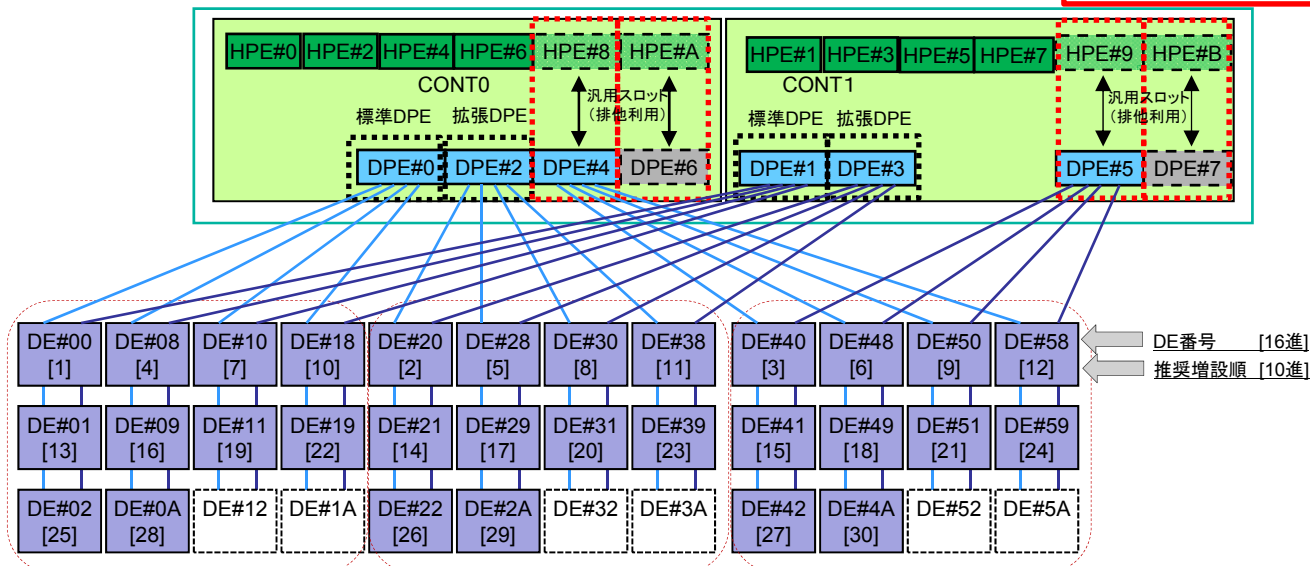 HPE#0 HPE#2 HPE#4 HPE#6 HPE#8 HPE#A
CONT0
汎用スロット
(排他利用)
標準DPE 拡張DPE
DPE#0 DPE#2 DPE#4 DPE#6
HPE#1 HPE#3 HPE#5 HPE#7 HPE#9 HPE#B
CONT1
汎用スロット
(排他利用)
標準DPE 拡張DPE
DPE#1 DPE#3 DPE#5 DPE#7
DE#00 DE#08 DE#10 DE#18 DE#20 DE#28 DE#30 DE#38 DE#40 DE#48 DE#50 DE#58
[1] [4] [7] [10] [2] [5] [8] [11] [3] [6] [9] [12]
DE番号 [16進]
推奨増設順 [10進]
DE#01 DE#09 DE#11 DE#19 DE#21 DE#29 DE#31 DE#39 DE#41 DE#49 DE#51 DE#59
[13] [16] [19] [22] [14] [17] [20] [23] [15] [18] [21] [24]
DE#02 DE#0A DE#12 DE#1A DE#22 DE#2A DE#32 DE#3A DE#42 DE#4A DE#52 DE#5A
[25] [28] [26] [29] [27] [30]